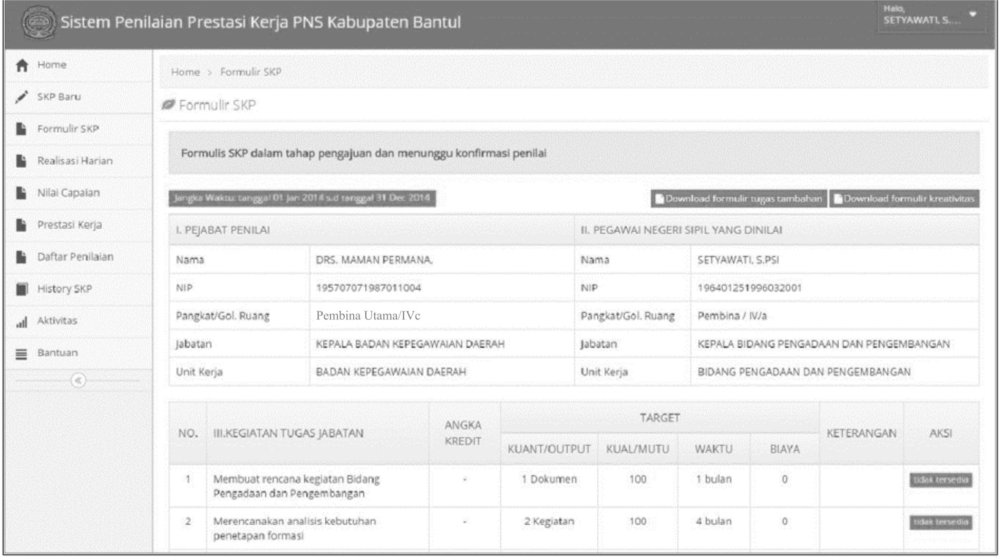 Sistem Penilaian Prestasi Kerja PNS Kabupaten Bantul
Halo,
SETYAWATI, S.....
Home
SKP Baru
Formulir SKP
Realisasi Harian
Nilai Capaian
Prestasi Kerja
Daftar Penilaian
History SKP
Aktivitas
Bantuan
Home > Formulir SKP
Formulir SKP
Formulis SKP dalam tahap pengajuan dan menunggu konfirmasi penilai
Jangka Waktu: tanggal 01 Jan 2014 s.d tanggal 31 Dec 2014
Download formulir tugas tambahan
Download formulir kreativitas
I. PEJABAT PENILAI
II. PEGAWAI NEGERI SIPIL YANG DINILAI
Nama DRS. MAMAN PERMANA, Nama SETYAWATI, S.PSI
NIP 195707071987011004 NIP 196401251996032001
Pangkat/Gol. Ruang Pembina Utama/IVc Pangkat/Gol. Ruang Pembina / IV/a
Jabatan KEPALA BADAN KEPEGAWAIAN DAERAH Jabatan KEPALA BIDANG PENGADAAN DAN PENGEMBANGAN
Unit Kerja BADAN KEPEGAWAIAN DAERAH Unit Kerja BIDANG PENGADAAN DAN PENGEMBANGAN
NO. III.KEGIATAN TUGAS JABATAN ANGKA KREDIT TARGET KETERANGAN AKSI
KUANT/OUTPUT KUAL/MUTU WAKTU BIAYA
1 Membuat rencana kegiatan Bidang - 1 Dokumen 100 1 bulan 0 tidak tersedia
Pengadaan dan Pengembangan
2 Merencanakan analisis kebutuhan - 2 Kegiatan 100 4 bulan 0 tidak tersedia
penetapan formasi